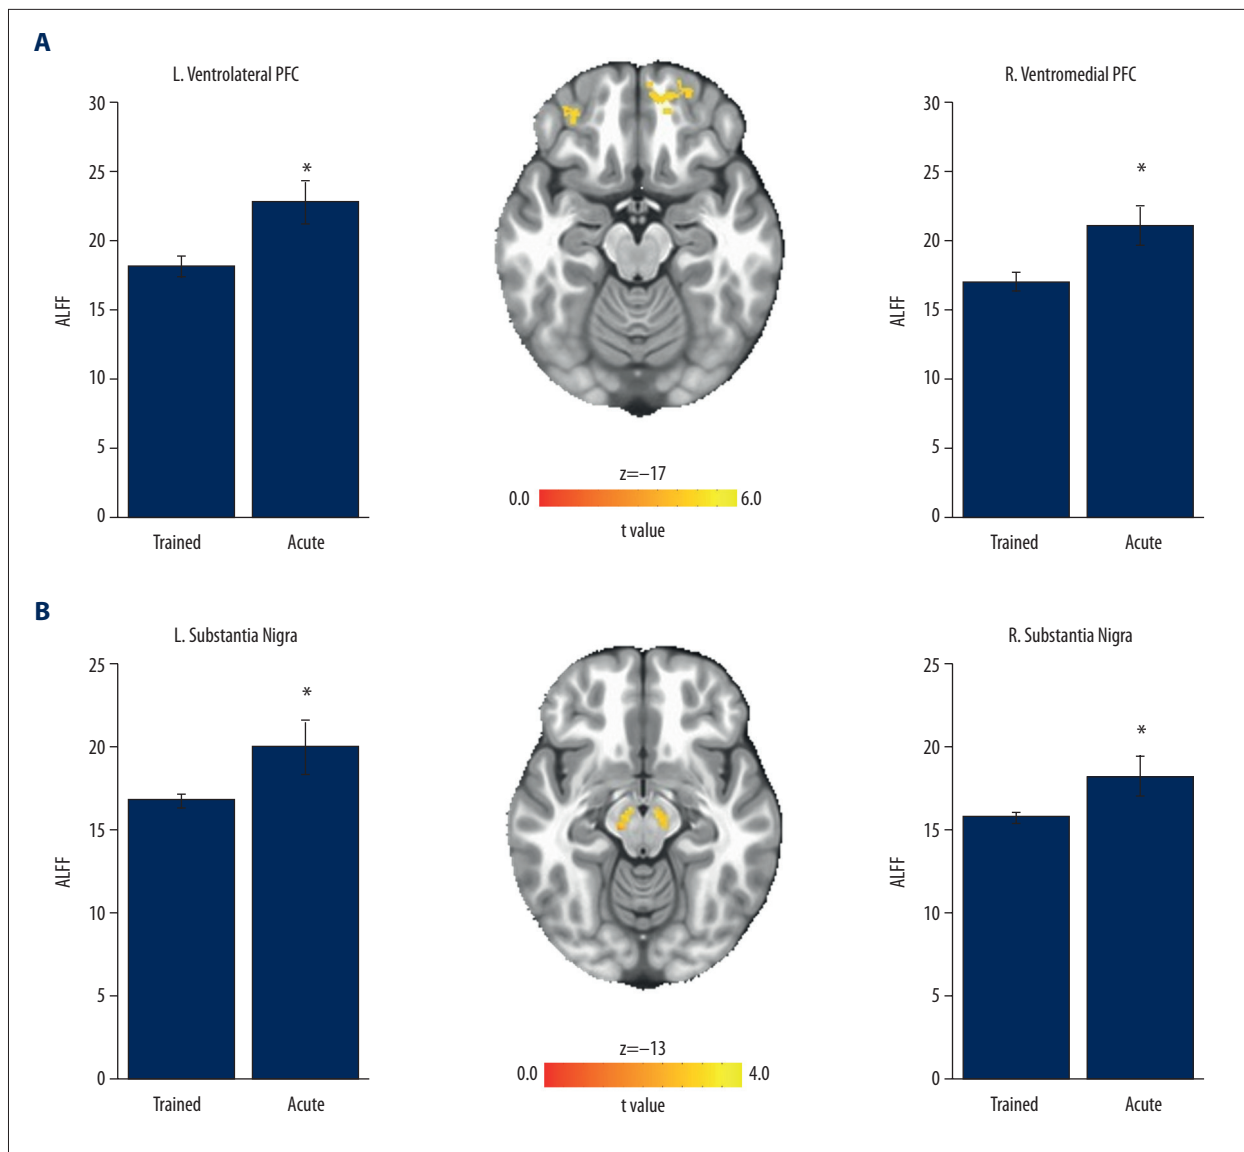 A
L. Ventrolateral PFC
30
25
20
15
10
5
0
ALFF
*
Trained
Acute
z=–17
0.0
6.0
t value
R. Ventromedial PFC
30
25
20
15
10
5
0
ALFF
*
Trained
Acute
B
L. Substantia Nigra
25
20
15
10
5
0
ALFF
*
Trained
Acute
z=–13
0.0
4.0
t value
R. Substantia Nigra
25
20
15
10
5
0
ALFF
*
Trained
Acute